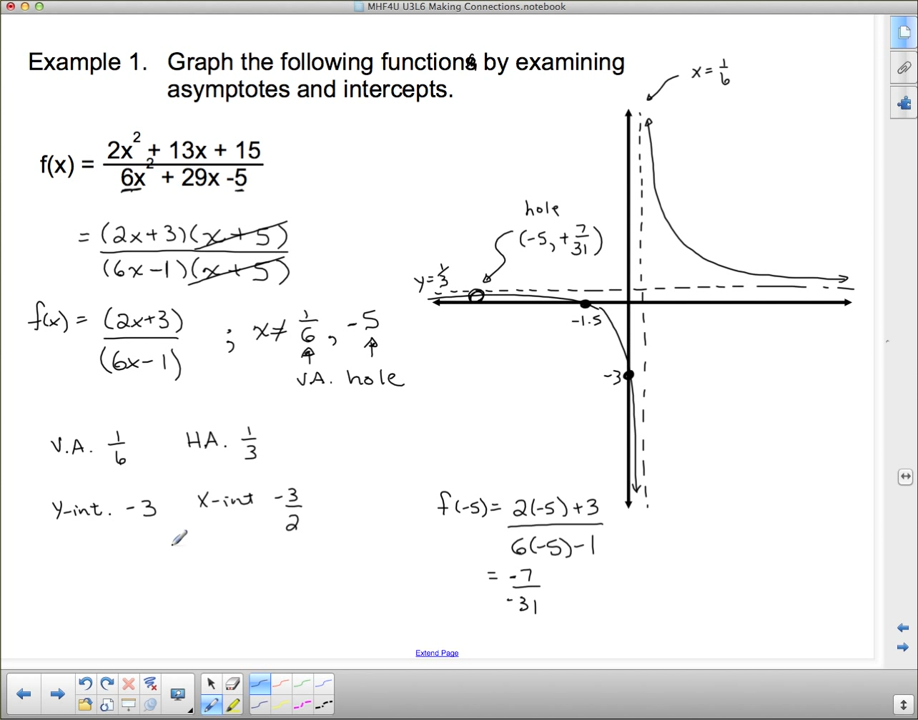 MHF4U U3L6 Making Connections.notebook
Example 1. Graph the following functions by examining
asymptotes and intercepts.
f(x) = 2x² + 13x + 15
6x² + 29x -5
= (2x+3)(x+5)
(6x-1)(x+5)
f(x) = (2x+3)
(6x-1)
; x≠ 1/6, -5
V.A. hole
V.A. 1/6 HA. 1/3
Y-int. -3 X-int -3/2
x = 1/6
hole
(-5, +7/31)
y = 1/3
-1.5
-3
f(-5) = 2(-5)+3
6(-5)-1
= -7
-31
Extend Page